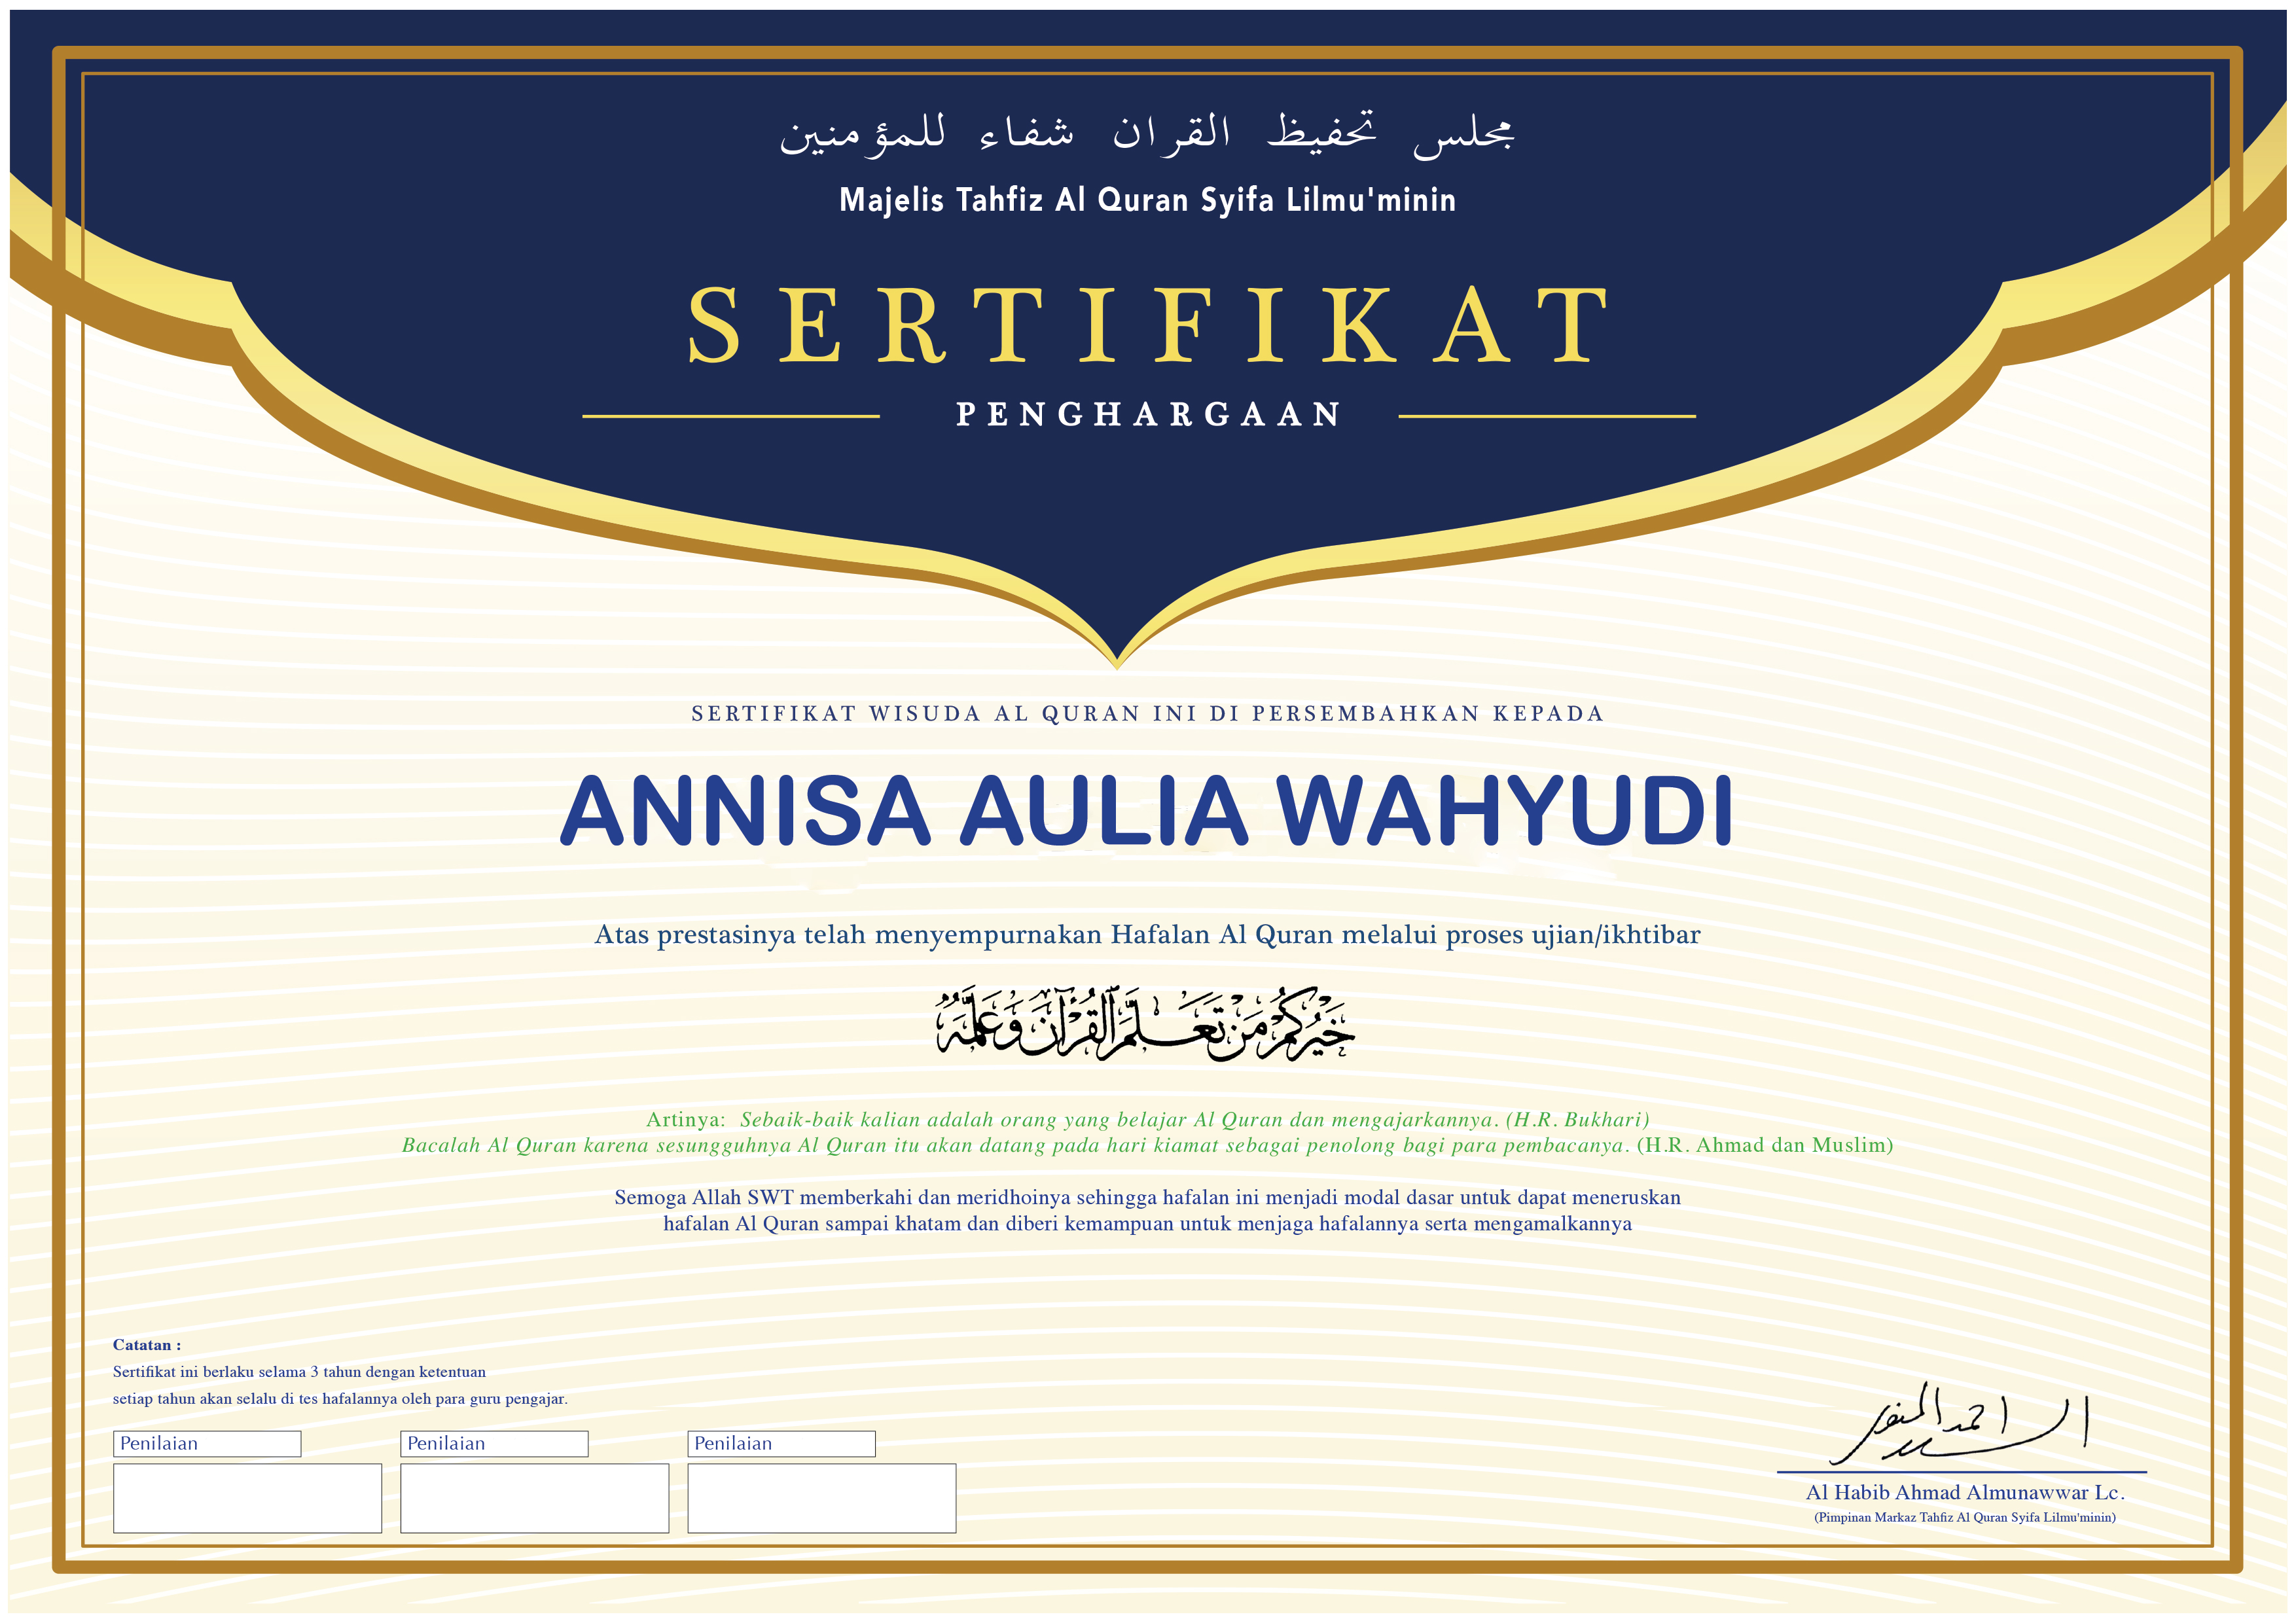 مجلس تحفيظ القران شفاء للمؤمنين
Majelis Tahfiz Al Quran Syifa Lilmu'minin
SERTIFIKAT
PENGHARGAAN
SERTIFIKAT WISUDA AL QURAN INI DI PERSEMBAHKAN KEPADA
ANNISA AULIA WAHYUDI
Atas prestasinya telah menyempurnakan Hafalan Al Quran melalui proses ujian/ikhtibar
خَيْرُكُمْ مَنْ تَعَلَّمَ الْقُرْآنَ وَعَلَّمَهُ
Artinya: Sebaik-baik kalian adalah orang yang belajar Al Quran dan mengajarkannya. (H.R. Bukhari)
Bacalah Al Quran karena sesungguhnya Al Quran itu akan datang pada hari kiamat sebagai penolong bagi para pembacanya. (H.R. Ahmad dan Muslim)
Semoga Allah SWT memberkahi dan meridhoinya sehingga hafalan ini menjadi modal dasar untuk dapat meneruskan
hafalan Al Quran sampai khatam dan diberi kemampuan untuk menjaga hafalannya serta mengamalkannya
Catatan :
Sertifikat ini berlaku selama 3 tahun dengan ketentuan
setiap tahun akan selalu di tes hafalannya oleh para guru pengajar.
Penilaian
Penilaian
Penilaian
Al Habib Ahmad Almunawwar Lc.
(Pimpinan Markaz Tahfiz Al Quran Syifa Lilmu'minin)